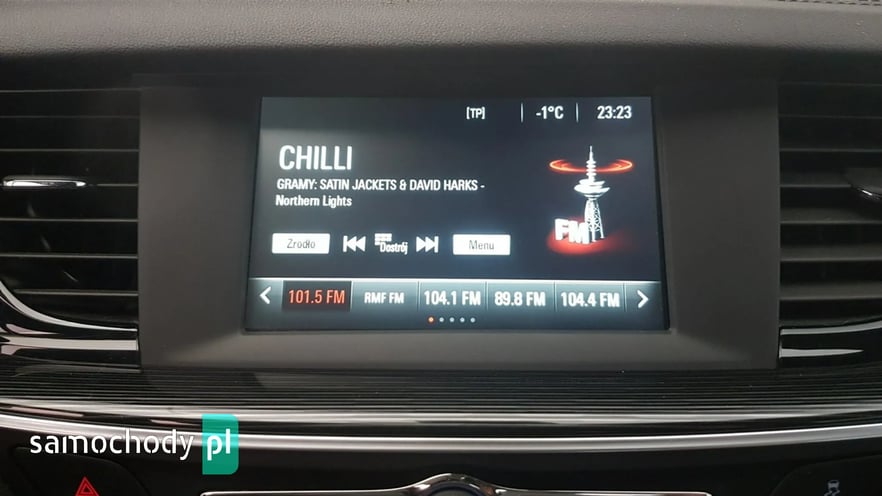 [TP] -1°C 23:23
CHILLI
GRAMY: SATIN JACKETS & DAVID HARKS -
Northern Lights
FM
Źródło Dostrój Menu
101.5 FM RMF FM 104.1 FM 89.8 FM 104.4 FM
samochody pl